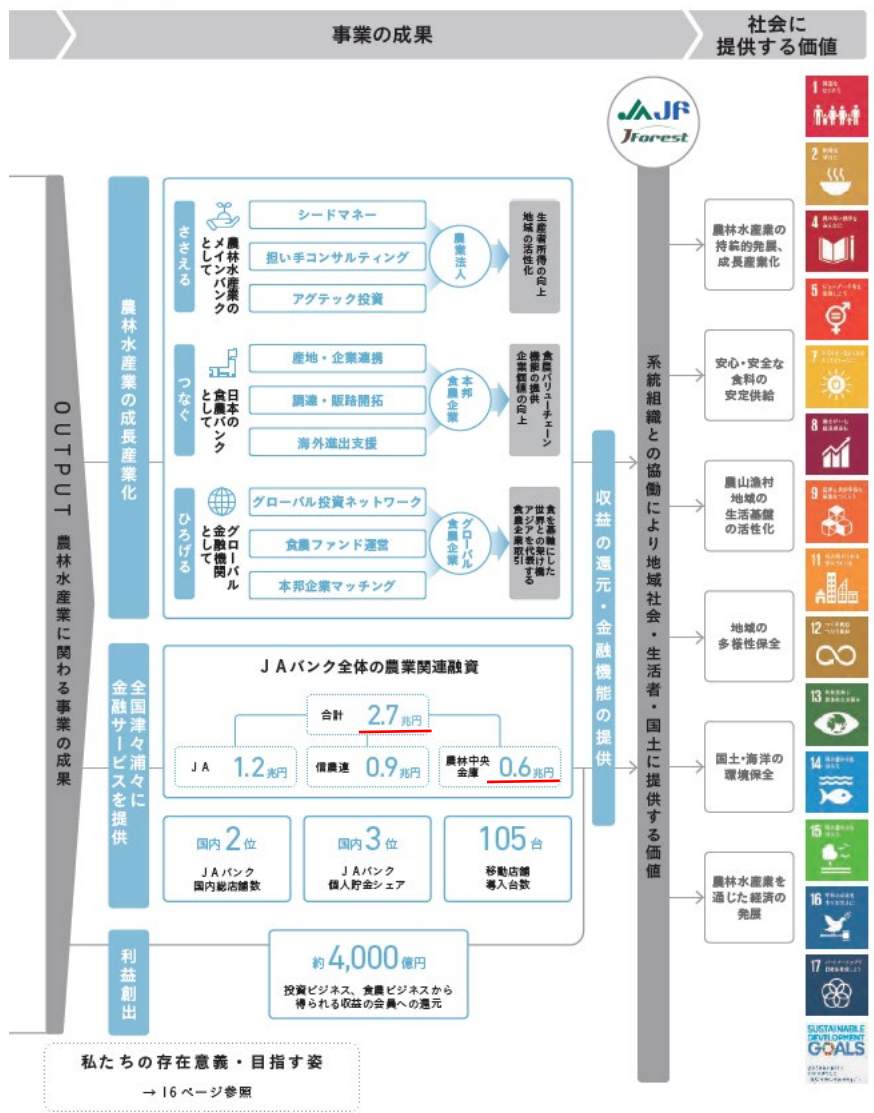 事業の成果
社会に
提供する価値
JAJF
JForest
OUTPUT 農林水産業に関わる事業の成果
農林水産業の成長産業化
ささえる
農林水産業の
メインバンク
として
シードマネー
担い手コンサルティング
アグテック投資
農業法人
生産者所得の向上
地域の活性化
つなぐ
日本の
食農バンク
として
産地・企業連携
調達・販路開拓
海外進出支援
本邦
食農企業
食農バリューチェーン
機能の提供
企業価値の向上
ひろげる
グローバル
金融機関
として
グローバル投資ネットワーク
食農ファンド運営
本邦企業マッチング
グローバル
食農企業
食を基軸にした
世界との架け橋
アジアを代表する
食農企業取引
全国津々浦々に
金融サービスを提供
JAバンク全体の農業関連融資
合計 2.7兆円
JA 1.2兆円
信農連 0.9兆円
農林中央
金庫 0.6兆円
国内2位
JAバンク
国内総店舗数
国内3位
JAバンク
個人貯金シェア
105台
移動店舗
導入台数
利益創出
約4,000億円
投資ビジネス、食農ビジネスから
得られる収益の会員への還元
収益の還元・金融機能の提供
系統組織との協働により地域社会・生活者・国土に提供する価値
農林水産業の
持続的発展、
成長産業化
安心・安全な
食料の
安定供給
農山漁村
地域の
生活基盤
の活性化
地域の
多様性保全
国土・海洋の
環境保全
農林水産業を
通じた経済の
発展
1
2
4
5
7
8
9
11
12
13
14
15
16
17
SUSTAINABLE
DEVELOPMENT
GOALS
私たちの存在意義・目指す姿
→16ページ参照